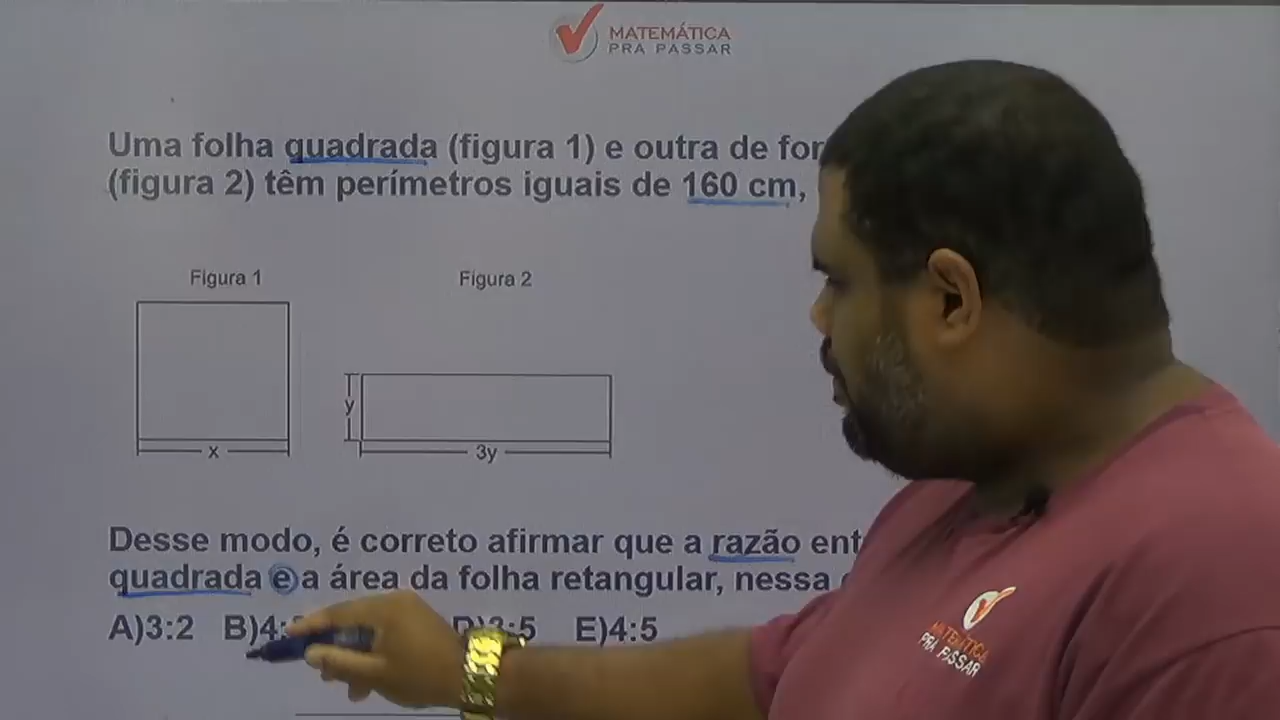 MATEMÁTICA
PRA PASSAR
Uma folha quadrada (figura 1) e outra de
(figura 2) têm perímetros iguais de 160 cm,
Figura 1
Figura 2
y
x
3y
Desse modo, é correto afirmar que a razão
quadrada e a área da folha retangular, nessa
A)3:2 B)4: :5 E)4:5
MATEMÁTICA
PRA PASSAR